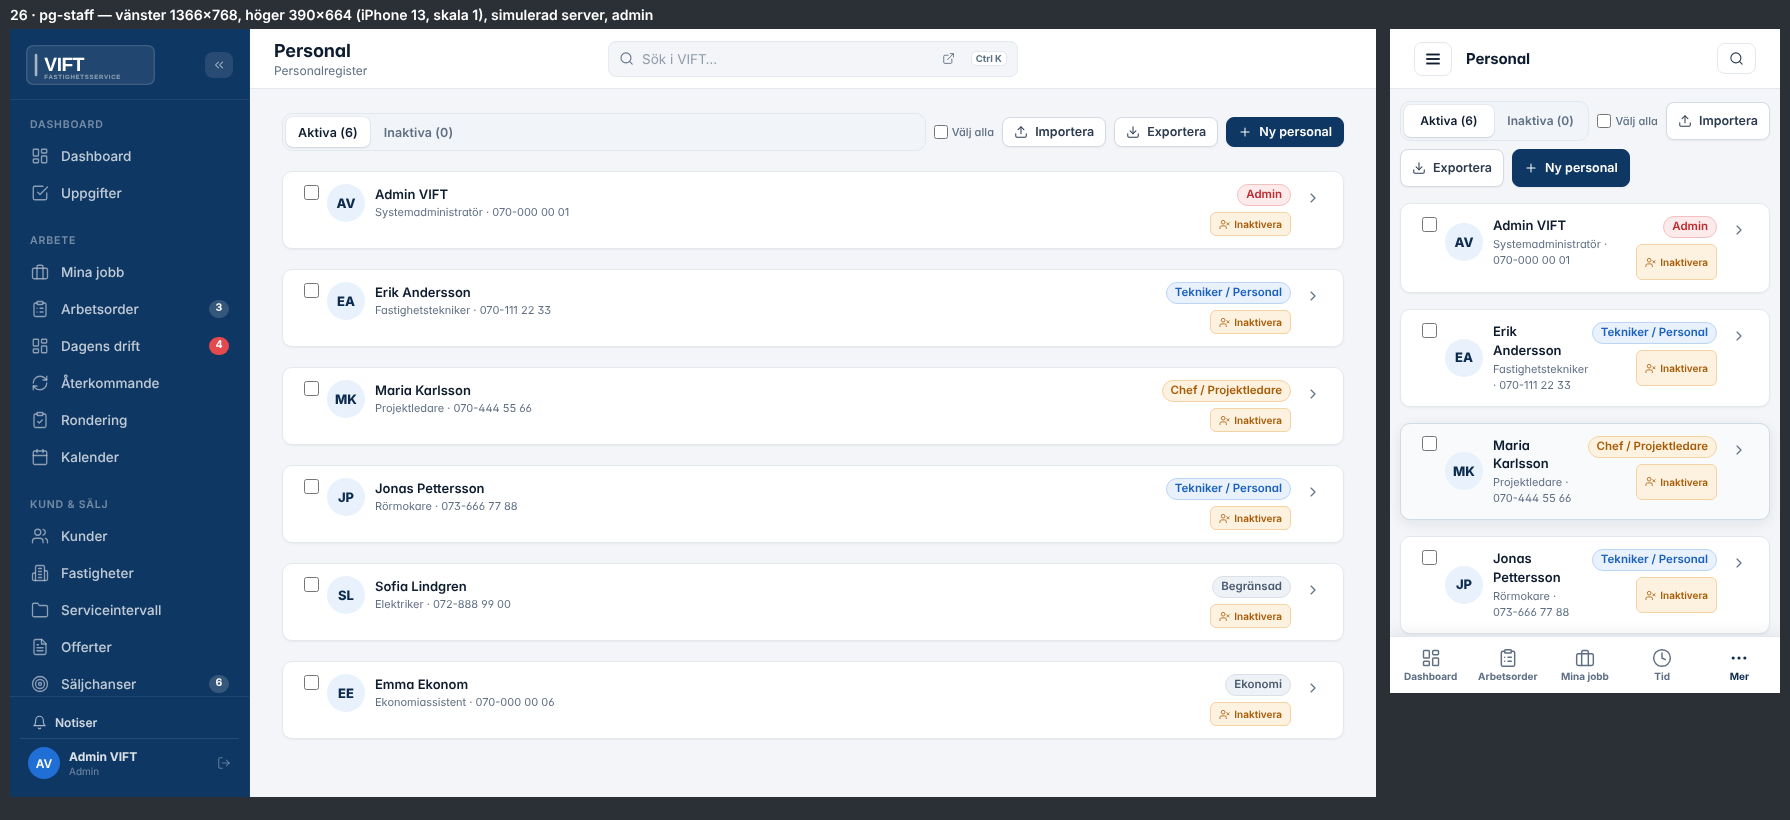 26 · pg-staff — vänster 1366×768, höger 390×664 (iPhone 13, skala 1), simulerad server, admin
VIFT
FASTIGHETSSERVICE
DASHBOARD
Dashboard
Uppgifter
ARBETE
Mina jobb
Arbetsorder 3
Dagens drift 4
Återkommande
Rondering
Kalender
KUND & SÄLJ
Kunder
Fastigheter
Serviceintervall
Offerter
Säljchanser 6
Notiser
AV Admin VIFT
Admin
Personal
Personalregister
Sök i VIFT... Ctrl K
Aktiva (6) Inaktiva (0) Välj alla Importera Exportera + Ny personal
AV Admin VIFT Admin
Systemadministratör · 070-000 00 01
Inaktivera
EA Erik Andersson Tekniker / Personal
Fastighetstekniker · 070-111 22 33
Inaktivera
MK Maria Karlsson Chef / Projektledare
Projektledare · 070-444 55 66
Inaktivera
JP Jonas Pettersson Tekniker / Personal
Rörmokare · 073-666 77 88
Inaktivera
SL Sofia Lindgren Begränsad
Elektriker · 072-888 99 00
Inaktivera
EE Emma Ekonom Ekonomi
Ekonomiassistent · 070-000 00 06
Inaktivera
Personal
Aktiva (6) Inaktiva (0) Välj alla Importera
Exportera + Ny personal
AV Admin VIFT Admin
Systemadministratör ·
070-000 00 01
Inaktivera
EA Erik
Andersson
Tekniker / Personal
Fastighetstekniker
· 070-111 22 33
Inaktivera
MK Maria
Karlsson
Chef / Projektledare
Projektledare ·
070-444 55 66
Inaktivera
JP Jonas
Pettersson
Tekniker / Personal
Rörmokare ·
073-666 77 88
Inaktivera
Dashboard Arbetsorder Mina jobb Tid Mer